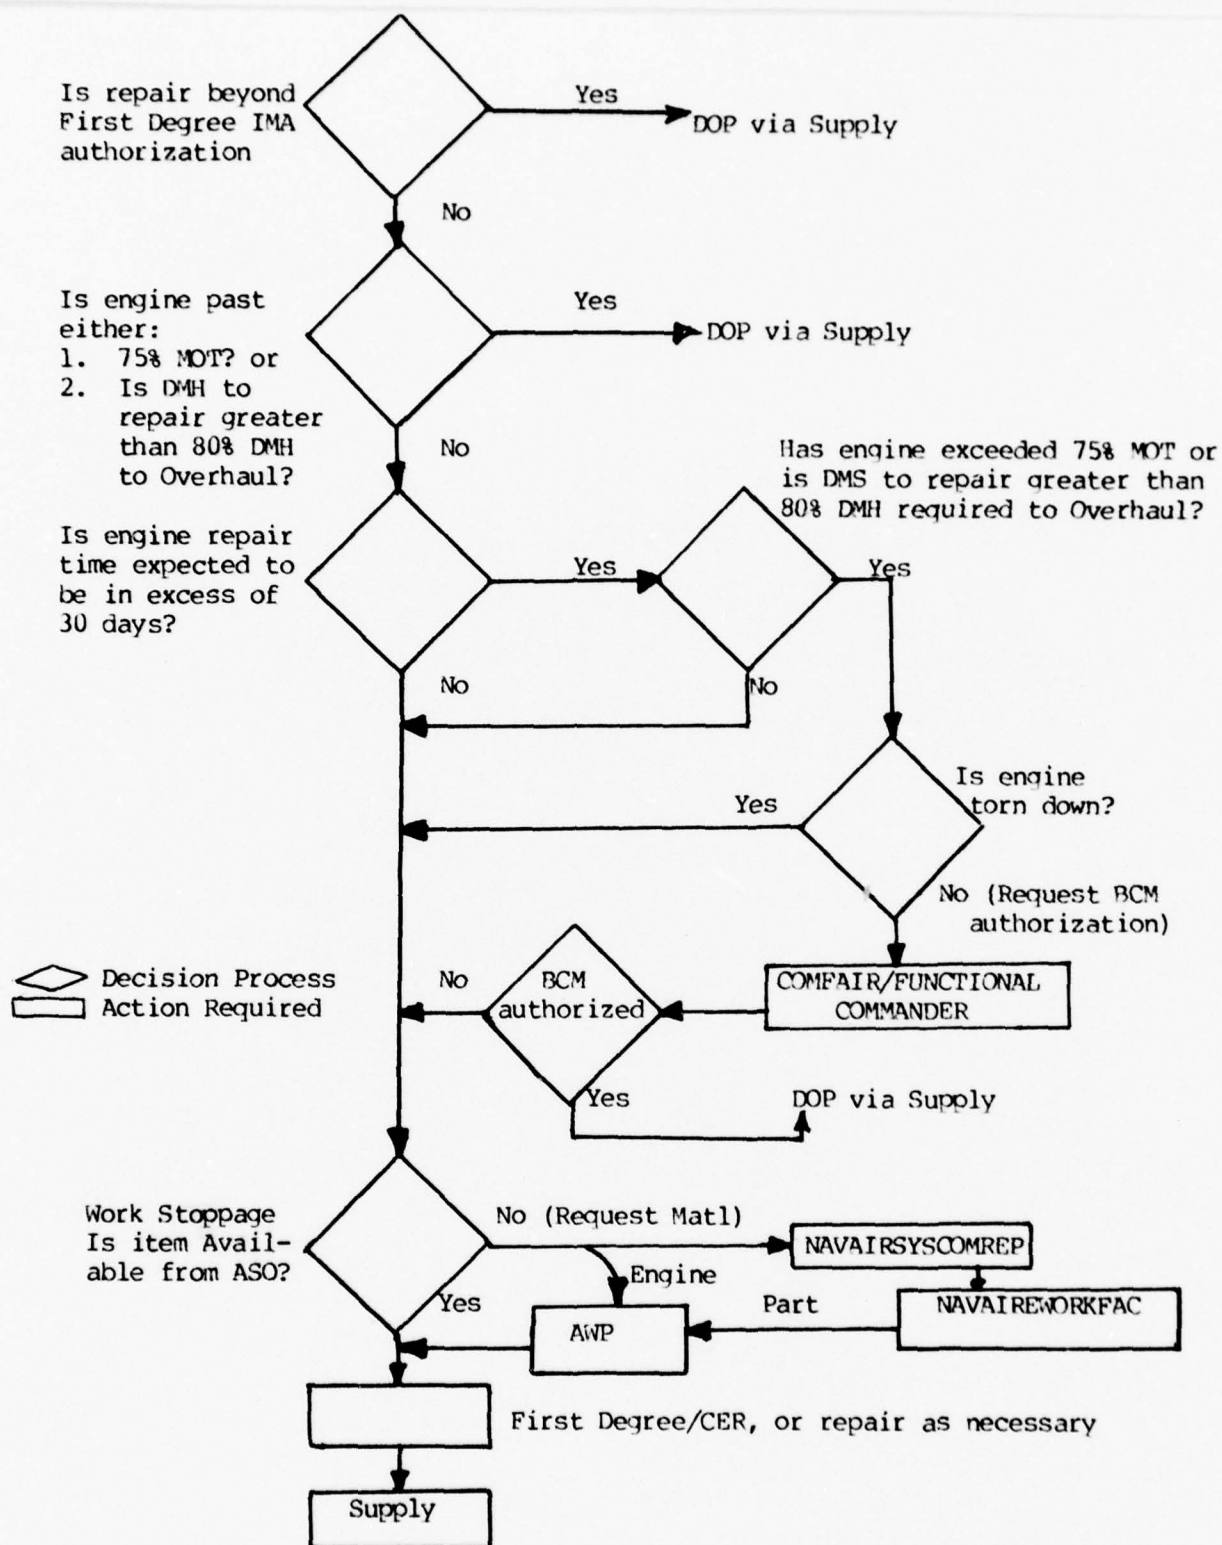 Is repair beyond
First Degree IMA
authorization
Yes
DOP via Supply
No
Is engine past
either:
1. 75% MOT? or
2. Is DMH to
repair greater
than 80% DMH
to Overhaul?
Yes
DOP via Supply
No
Has engine exceeded 75% MOT or
is DMS to repair greater than
80% DMH required to Overhaul?
Is engine repair
time expected to
be in excess of
30 days?
Yes
Yes
No
No
Is engine
torn down?
Yes
No (Request BCM
authorization)
Decision Process
Action Required
No
BCM
authorized
COMFAIR/FUNCTIONAL
COMMANDER
Yes
DOP via Supply
Work Stoppage
Is item Avail-
able from ASO?
No (Request Matl)
NAVAIRSYSCOMREP
Engine
Yes
Part
NAVAIREWORKFAC
AWP
First Degree/CER, or repair as necessary
Supply